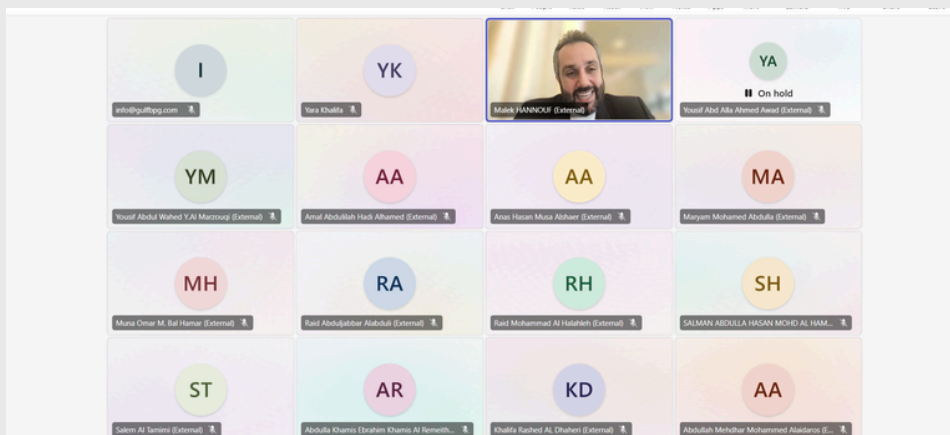 I
YK
YA
On hold
info@gulfbpg.com
Yara Khalifa
Malek HANNOUF (External)
Yousif Abd Alla Ahmed Awad (External)
YM
AA
AA
MA
Yousif Abdul Wahed Y,Al Marzouqi (External)
Amal Abdulilah Hadi Alhamed (External)
Anas Hasan Musa Alshaer (External)
Maryam Mohamed Abdulla (External)
MH
RA
RH
SH
Muna Omar M. Bal Hamar (External)
Raid Abduljabbar Alabduli (External)
Raid Mohammad Al Halahleh (External)
SALMAN ABDULLA HASAN MOHD AL HAM...
ST
AR
KD
AA
Salem Al Tamimi (External)
Abdulla Khamis Ebrahim Khamis Al Remeith...
Khalifa Rashed AL Dhaheri (External)
Abdullah Mehdhar Mohammed Alaidaros (E...